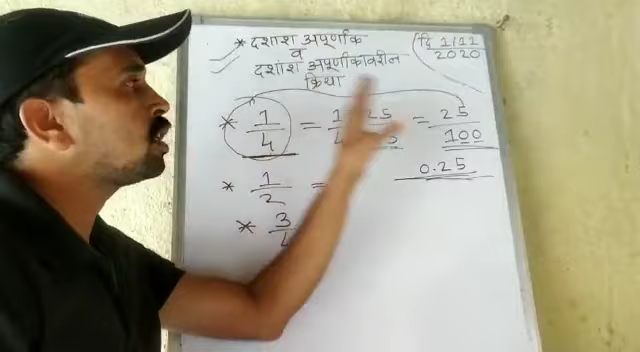 * दशांश अपूर्णांक
व
दशांश अपूर्णांकावरील
क्रिया
दि 1/11
2020
* 1/4 = 1 25 = 25/100
0.25
* 1/2 =
* 3/4